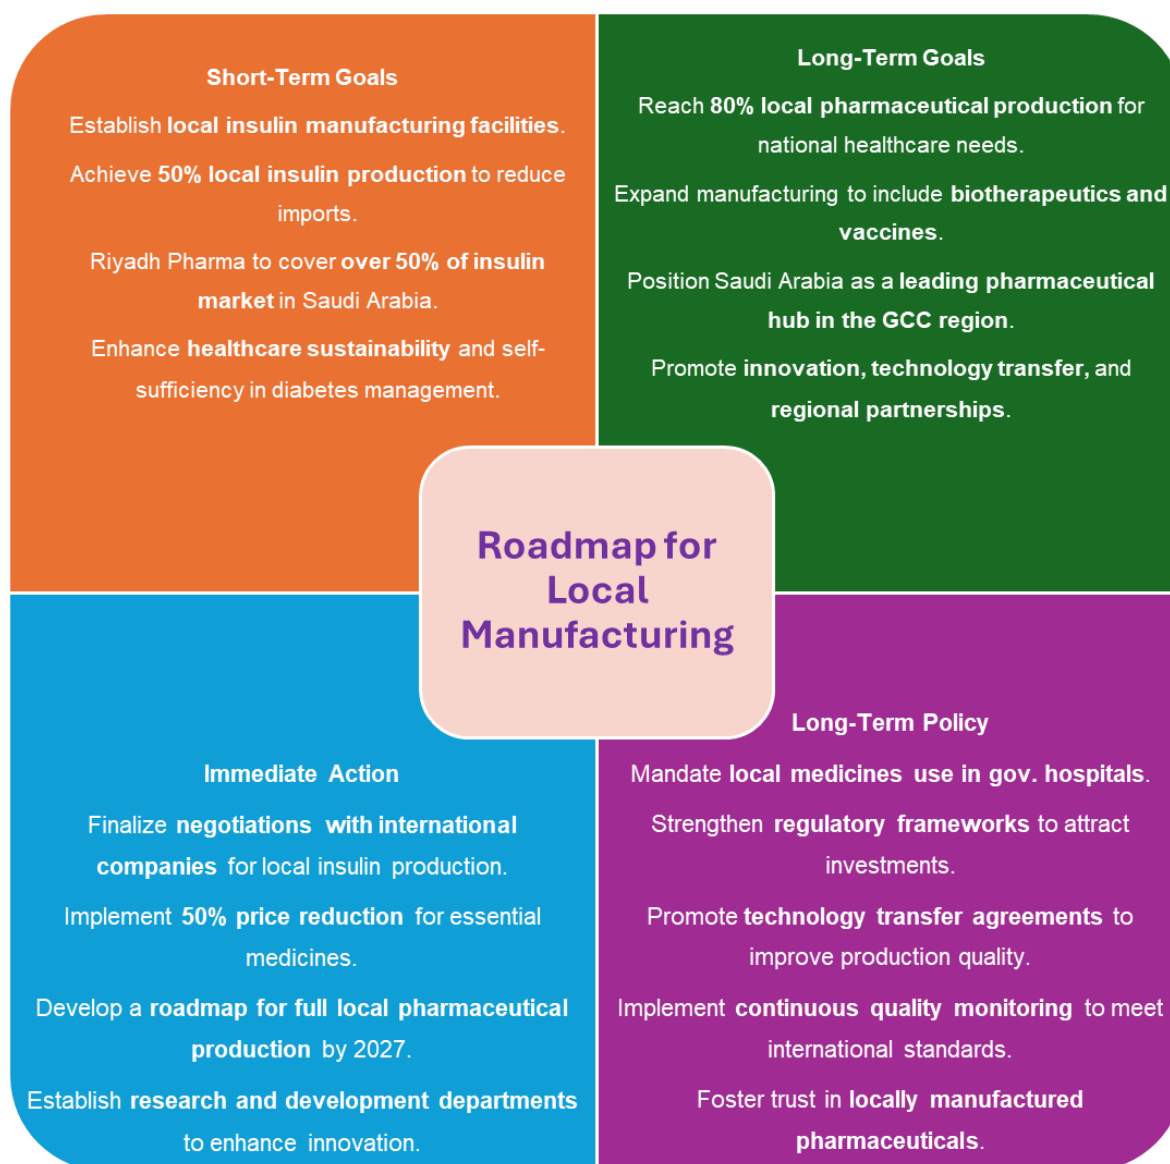 Short-Term Goals
Establish local insulin manufacturing facilities.
Achieve 50% local insulin production to reduce
imports.
Riyadh Pharma to cover over 50% of insulin
market in Saudi Arabia.
Enhance healthcare sustainability and self-
sufficiency in diabetes management.
Long-Term Goals
Reach 80% local pharmaceutical production for
national healthcare needs.
Expand manufacturing to include biotherapeutics and
vaccines.
Position Saudi Arabia as a leading pharmaceutical
hub in the GCC region.
Promote innovation, technology transfer, and
regional partnerships.
Roadmap for
Local
Manufacturing
Immediate Action
Finalize negotiations with international
companies for local insulin production.
Implement 50% price reduction for essential
medicines.
Develop a roadmap for full local pharmaceutical
production by 2027.
Establish research and development departments
to enhance innovation.
Long-Term Policy
Mandate local medicines use in gov. hospitals.
Strengthen regulatory frameworks to attract
investments.
Promote technology transfer agreements to
improve production quality.
Implement continuous quality monitoring to meet
international standards.
Foster trust in locally manufactured
pharmaceuticals.